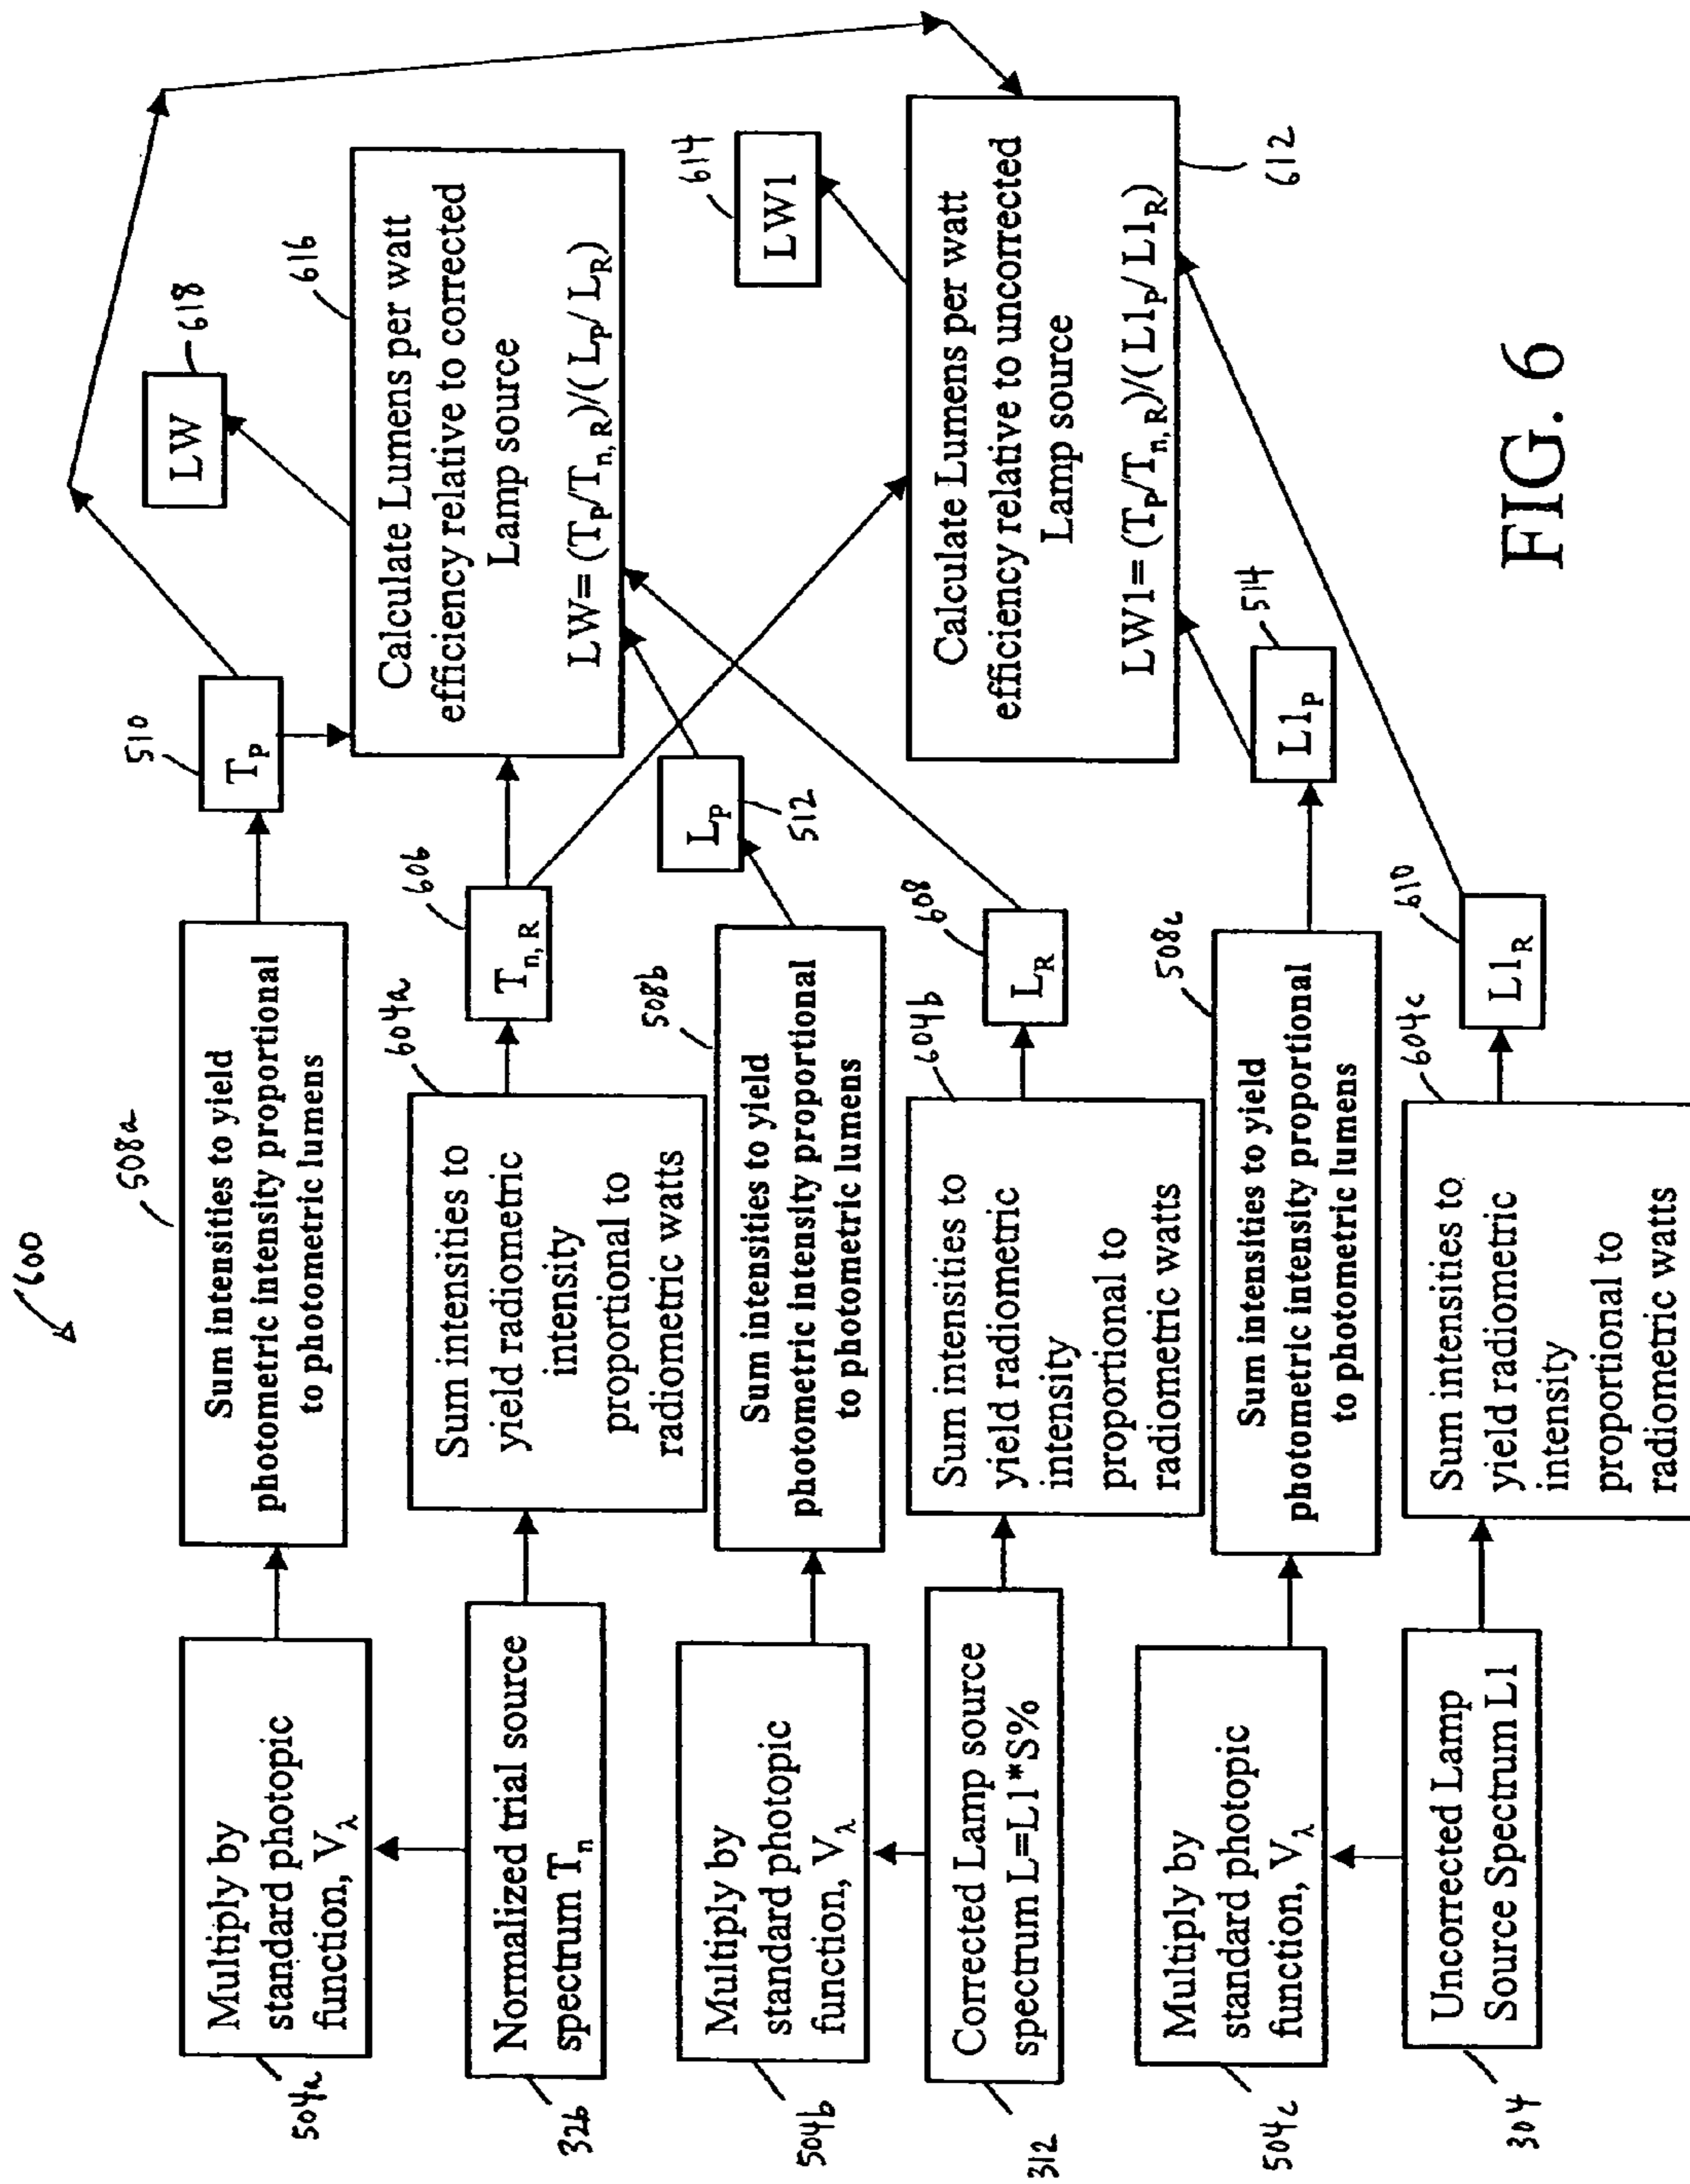 600
504a
Multiply by
standard photopic
function, Vλ
508a
Sum intensities to yield
photometric intensity proportional
to photometric lumens
510
TP
618
LW
326
Normalized trial source
spectrum Tn
604a
Sum intensities to
yield radiometric
intensity
proportional to
radiometric watts
606
Tn, R
616
Calculate Lumens per watt
efficiency relative to corrected
Lamp source
LW=(TP/Tn, R)/( LP/ LR)
504b
Multiply by
standard photopic
function, Vλ
508b
Sum intensities to yield
photometric intensity proportional
to photometric lumens
LP
512
312
Corrected Lamp source
spectrum L=L1*S%
604b
Sum intensities to
yield radiometric
intensity
proportional to
radiometric watts
608
LR
614
LW1
Calculate Lumens per watt
efficiency relative to uncorrected
Lamp source
LW1=(TP/Tn, R)/(L1P/ L1R)
612
504c
Multiply by
standard photopic
function, Vλ
508c
Sum intensities to yield
photometric intensity proportional
to photometric lumens
514
L1P
304
Uncorrected Lamp
Source Spectrum L1
604c
Sum intensities to
yield radiometric
intensity
proportional to
radiometric watts
610
L1R
FIG. 6